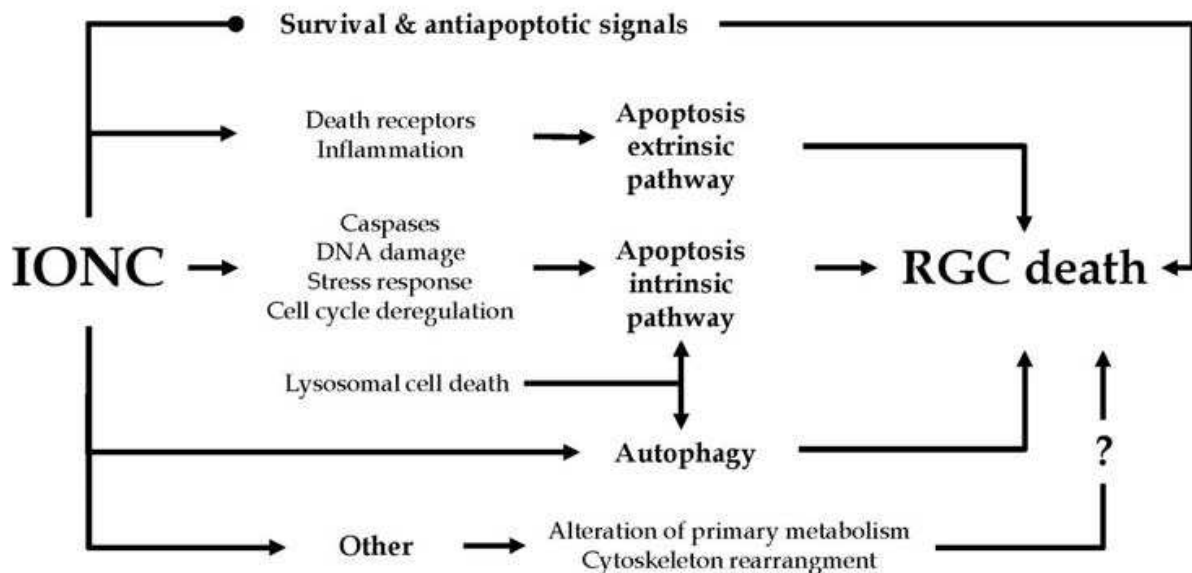 Survival & antiapoptotic signals
Death receptors
Inflammation
Apoptosis
extrinsic
pathway
IONC
Caspases
DNA damage
Stress response
Cell cycle deregulation
Apoptosis
intrinsic
pathway
RGC death
Lysosomal cell death
Autophagy
?
Other
Alteration of primary metabolism
Cytoskeleton rearrangment